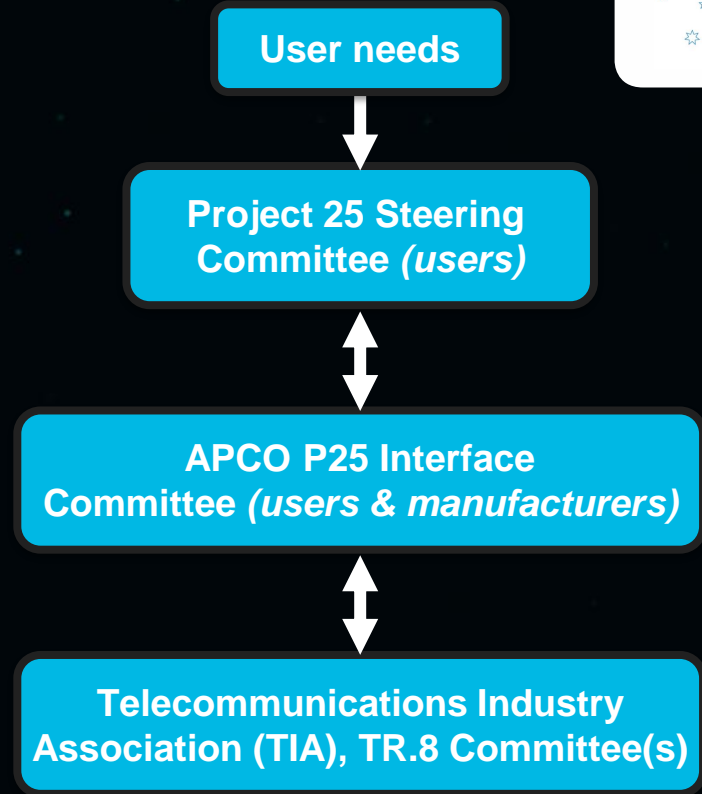 User needs
Project 25 Steering
Committee (users)
APCO P25 Interface
Committee (users & manufacturers)
Telecommunications Industry
Association (TIA), TR.8 Committee(s)